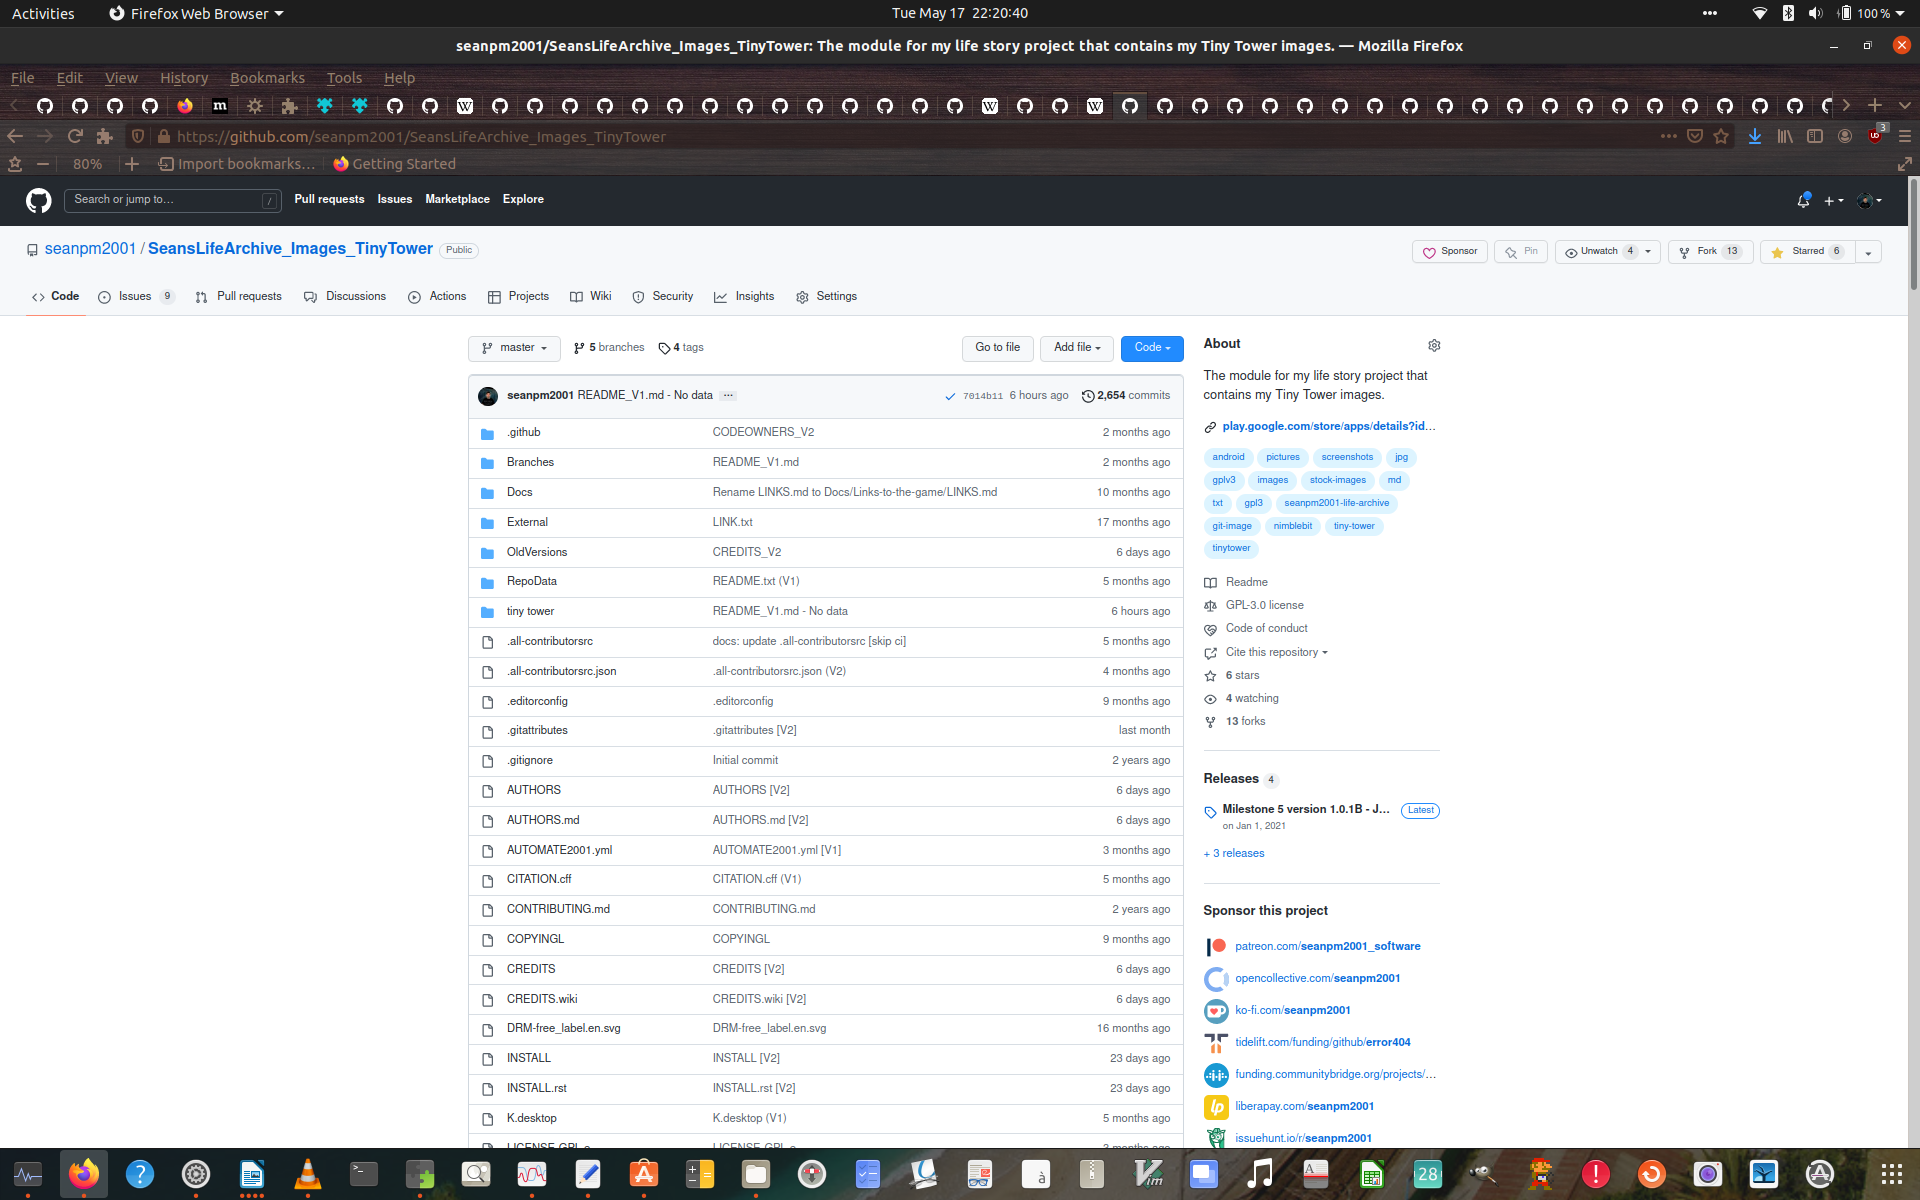 Activities Firefox Web Browser Tue May 17 22:20:40 100 %
seanpm2001/SeansLifeArchive_Images_TinyTower: The module for my life story project that contains my Tiny Tower images. — Mozilla Firefox
File Edit View History Bookmarks Tools Help
https://github.com/seanpm2001/SeansLifeArchive_Images_TinyTower 3
80% Import bookmarks... Getting Started
Search or jump to... / Pull requests Issues Marketplace Explore
seanpm2001 / SeansLifeArchive_Images_TinyTower Public Sponsor Pin Unwatch 4 Fork 13 Starred 6
Code Issues 9 Pull requests Discussions Actions Projects Wiki Security Insights Settings
master 5 branches 4 tags Go to file Add file Code
seanpm2001 README_V1.md - No data ... 7014b11 6 hours ago 2,654 commits
.github CODEOWNERS_V2 2 months ago
Branches README_V1.md 2 months ago
Docs Rename LINKS.md to Docs/Links-to-the-game/LINKS.md 10 months ago
External LINK.txt 17 months ago
OldVersions CREDITS_V2 6 days ago
RepoData README.txt (V1) 5 months ago
tiny tower README_V1.md - No data 6 hours ago
.all-contributorsrc docs: update .all-contributorsrc [skip ci] 5 months ago
.all-contributorsrc.json .all-contributorsrc.json (V2) 4 months ago
.editorconfig .editorconfig 9 months ago
.gitattributes .gitattributes [V2] last month
.gitignore Initial commit 2 years ago
AUTHORS AUTHORS [V2] 6 days ago
AUTHORS.md AUTHORS.md [V2] 6 days ago
AUTOMATE2001.yml AUTOMATE2001.yml [V1] 3 months ago
CITATION.cff CITATION.cff (V1) 5 months ago
CONTRIBUTING.md CONTRIBUTING.md 2 years ago
COPYINGL COPYINGL 9 months ago
CREDITS CREDITS [V2] 6 days ago
CREDITS.wiki CREDITS.wiki [V2] 6 days ago
DRM-free_label.en.svg DRM-free_label.en.svg 16 months ago
INSTALL INSTALL [V2] 23 days ago
INSTALL.rst INSTALL.rst [V2] 23 days ago
K.desktop K.desktop (V1) 5 months ago
About
The module for my life story project that
contains my Tiny Tower images.
play.google.com/store/apps/details?id...
android pictures screenshots jpg
gplv3 images stock-images md
txt gpl3 seanpm2001-life-archive
git-image nimblebit tiny-tower
tinytower
Readme
GPL-3.0 license
Code of conduct
Cite this repository
6 stars
4 watching
13 forks
Releases 4
Milestone 5 version 1.0.1B - J... Latest
on Jan 1, 2021
+ 3 releases
Sponsor this project
patreon.com/seanpm2001_software
opencollective.com/seanpm2001
ko-fi.com/seanpm2001
tidelift.com/funding/github/error404
funding.communitybridge.org/projects/...
liberapay.com/seanpm2001
issuehunt.io/r/seanpm2001
28